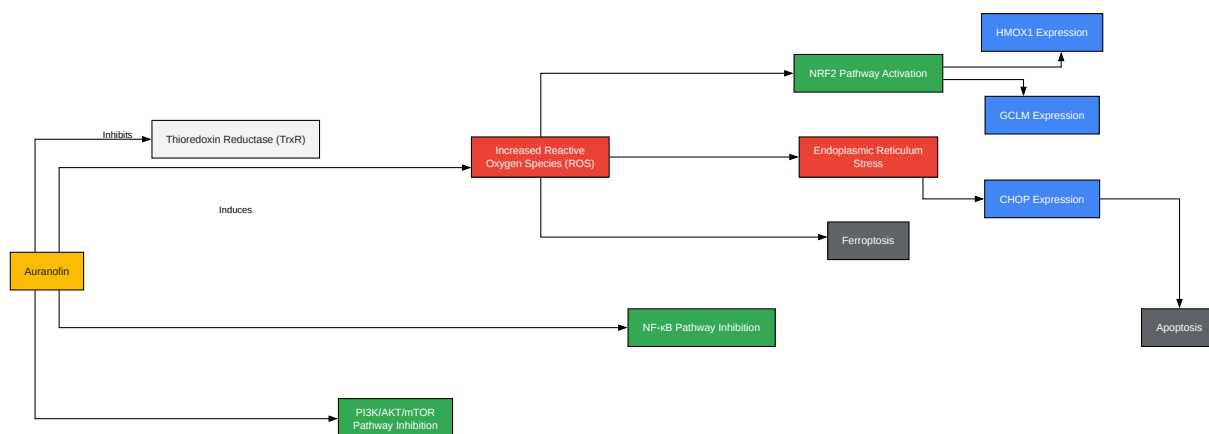 HMOX1 Expression
NRF2 Pathway Activation
GCLM Expression
Inhibits
Thioredoxin Reductase (TrxR)
Increased Reactive
Oxygen Species (ROS)
Endoplasmic Reticulum
Stress
CHOP Expression
Induces
Ferroptosis
Auranofin
NF-κB Pathway Inhibition
Apoptosis
PI3K/AKT/mTOR
Pathway Inhibition